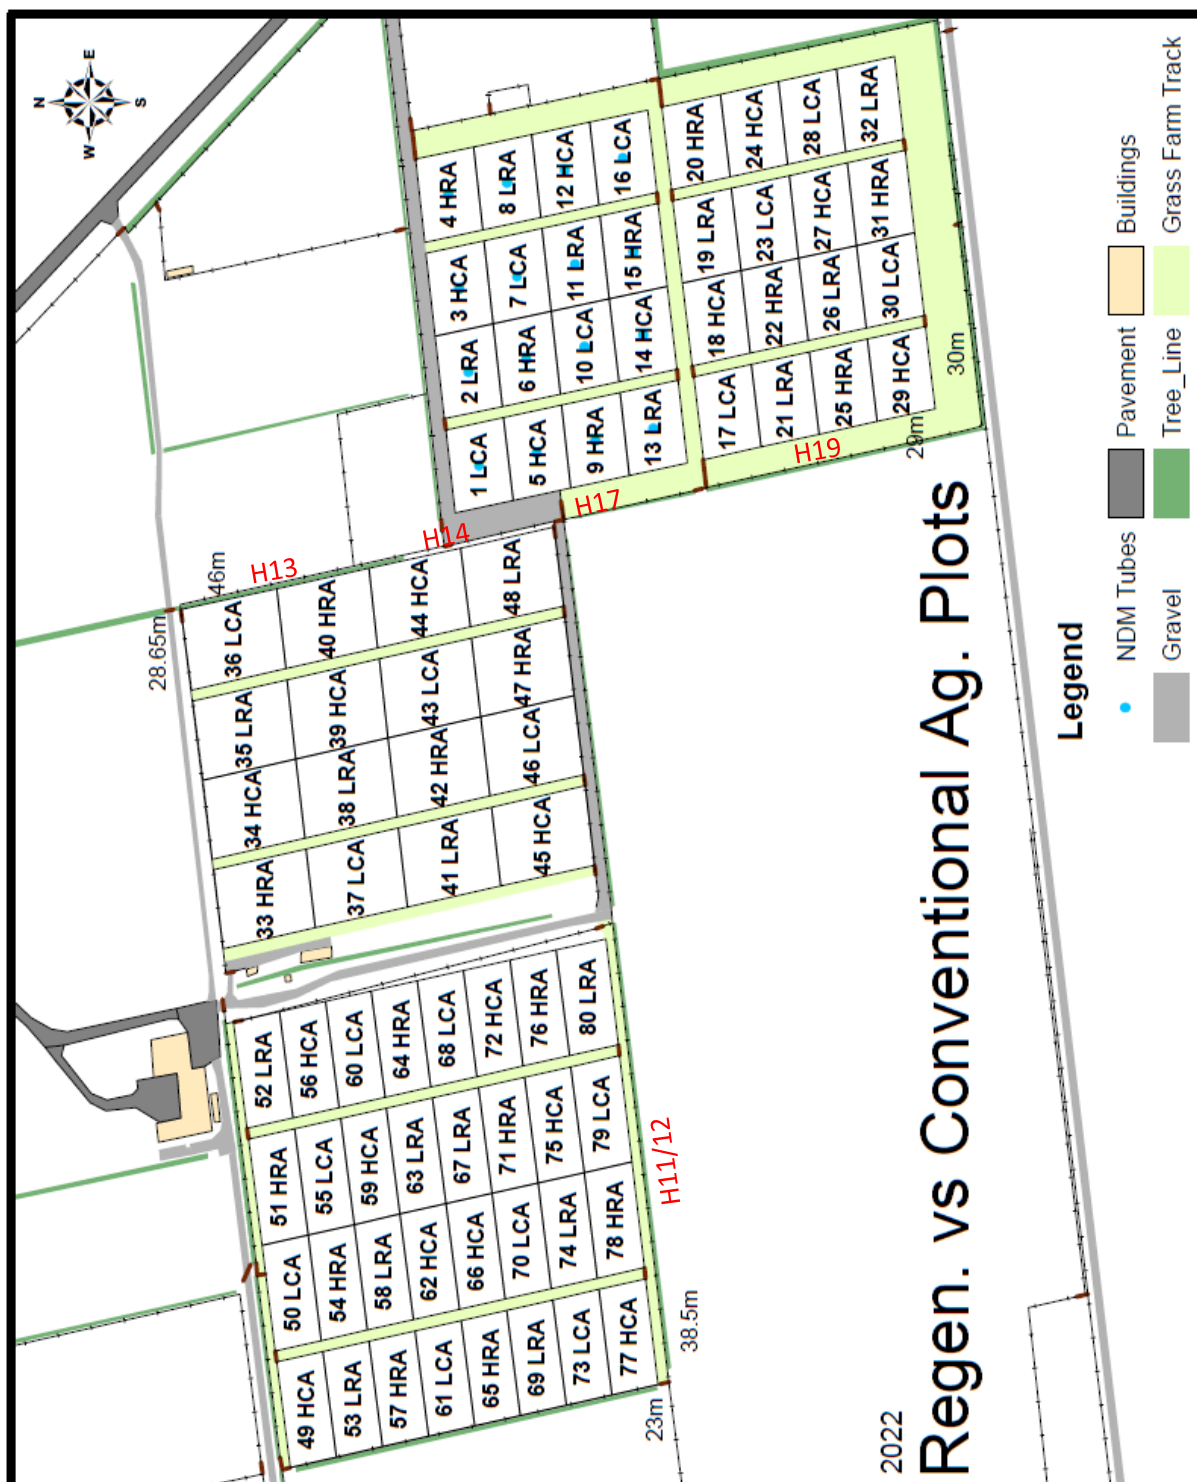 N
E
S
W
4 HRA
8 LRA
12 HCA
16 LCA
3 HCA
7 LCA
11 LRA
15 HRA
2 LRA
6 HRA
10 LCA
14 HCA
1 LCA
5 HCA
9 HRA
13 LRA
20 HRA
24 HCA
28 LCA
32 LRA
19 LRA
23 LCA
27 HCA
31 HRA
18 HCA
22 HRA
26 LRA
30 LCA
17 LCA
21 LRA
25 HRA
29 HCA
H19
H17
H14
H13
29m
30m
46m
28.65m
36 LCA
40 HRA
44 HCA
48 LRA
35 LRA
39 HCA
43 LCA
47 HRA
34 HCA
38 LRA
42 HRA
46 LCA
33 HRA
37 LCA
41 LRA
45 HCA
52 LRA
56 HCA
60 LCA
64 HRA
68 LCA
72 HCA
76 HRA
80 LRA
51 HRA
55 LCA
59 HCA
63 LRA
67 LRA
71 HRA
75 HCA
79 LCA
50 LCA
54 HRA
58 LRA
62 HCA
66 HCA
70 LCA
74 LRA
78 HRA
49 HCA
53 LRA
57 HRA
61 LCA
65 HRA
69 LRA
73 LCA
77 HCA
H11/12
38.5m
23m
2022
Regen. vs Conventional Ag. Plots
Legend
NDM Tubes
Pavement
Buildings
Gravel
Tree_Line
Grass Farm Track